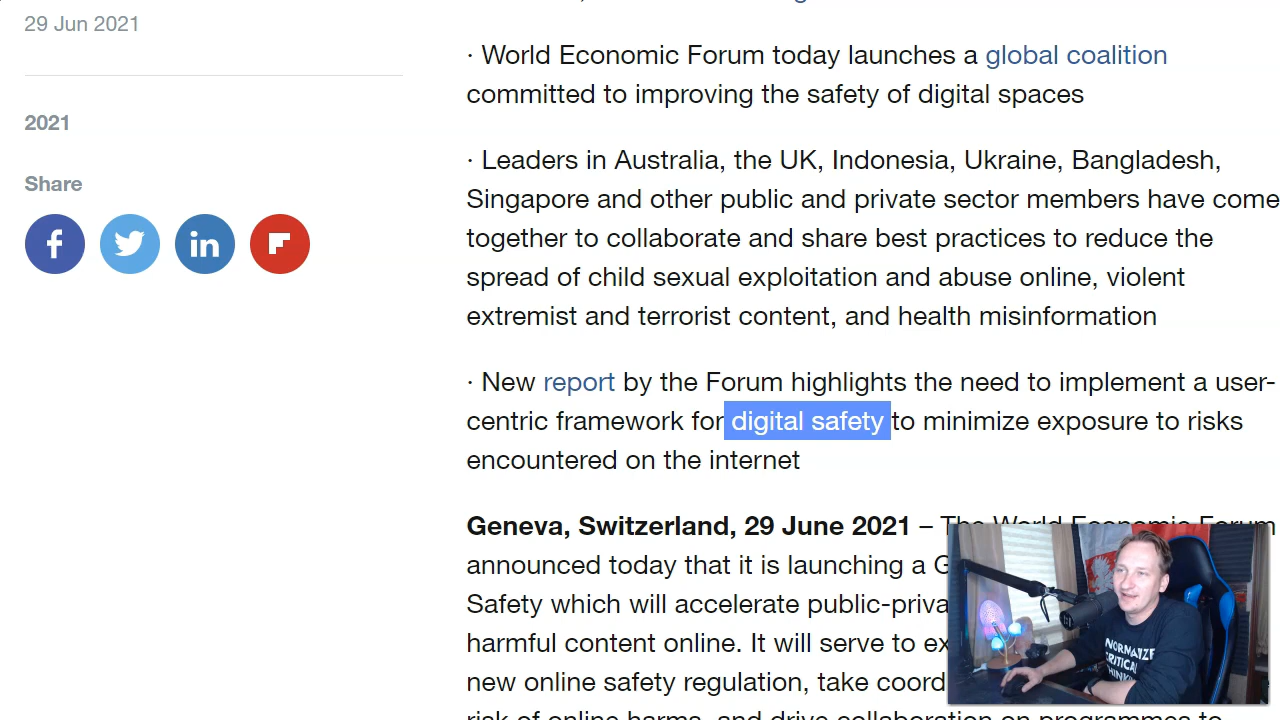 29 Jun 2021
2021
Share
· World Economic Forum today launches a global coalition
committed to improving the safety of digital spaces
· Leaders in Australia, the UK, Indonesia, Ukraine, Bangladesh,
Singapore and other public and private sector members have come
together to collaborate and share best practices to reduce the
spread of child sexual exploitation and abuse online, violent
extremist and terrorist content, and health misinformation
· New report by the Forum highlights the need to implement a user-
centric framework for digital safety to minimize exposure to risks
encountered on the internet
Geneva, Switzerland, 29 June 2021 – The World Economic Forum
announced today that it is launching a G
Safety which will accelerate public-priva
harmful content online. It will serve to ex
new online safety regulation, take coord
risk of online harms, and drive collaboration on programmes to
NORMALIZE
CRITICAL
THINKING